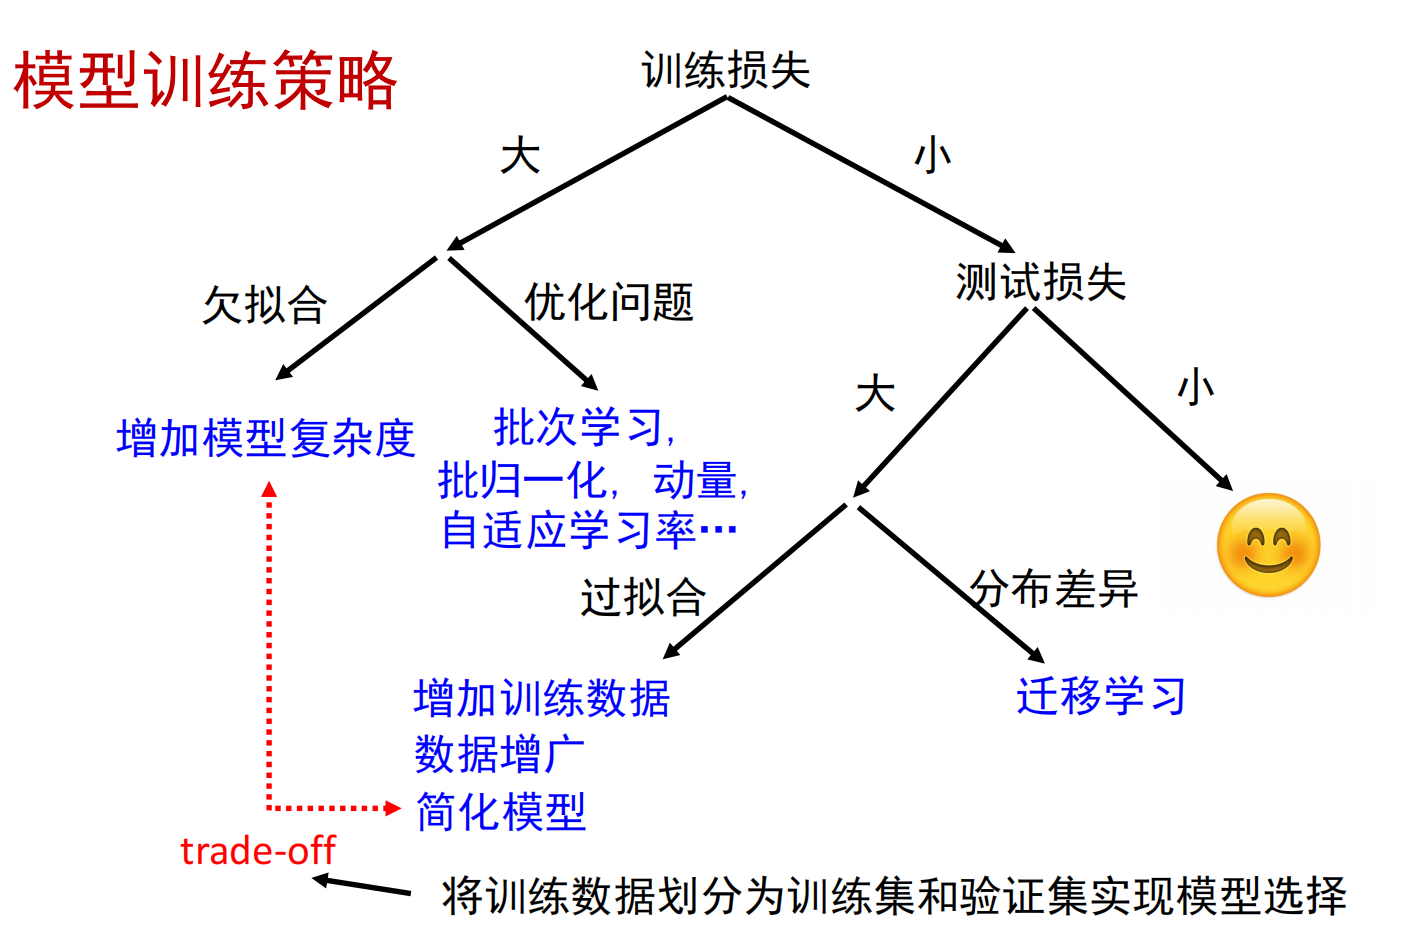 模型训练策略
训练损失
大
小
欠拟合
优化问题
测试损失
增加模型复杂度
批次学习,
批归一化, 动量,
自适应学习率…
大
小
过拟合
分布差异
增加训练数据
数据增广
简化模型
迁移学习
trade-off
将训练数据划分为训练集和验证集实现模型选择